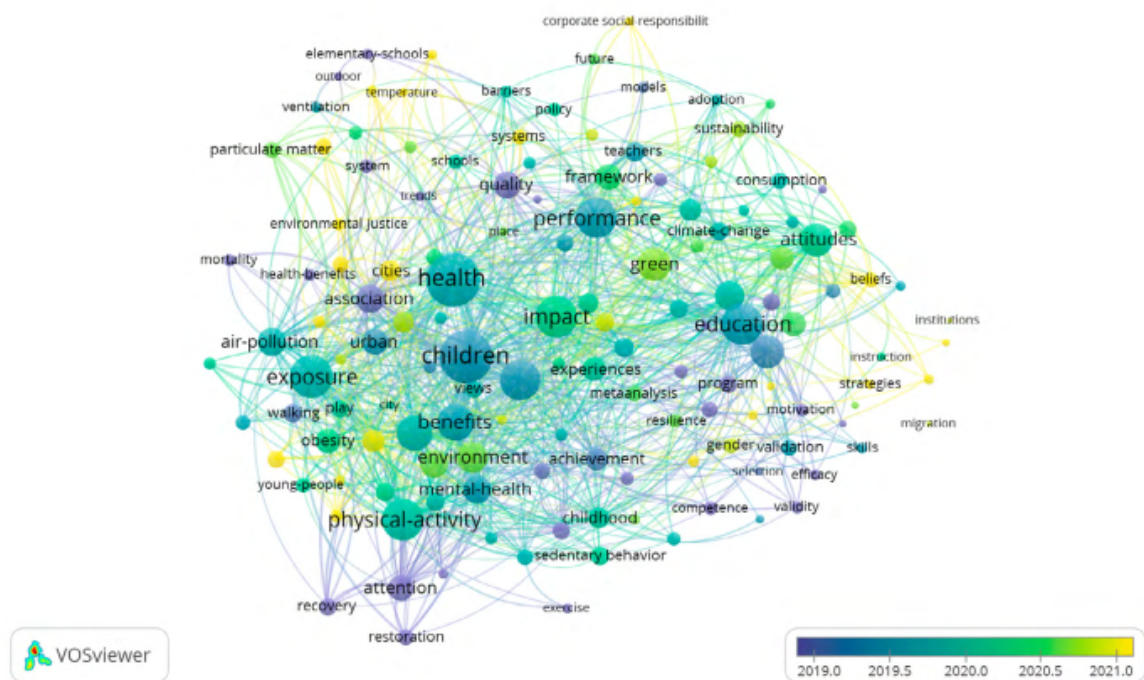 corporate social responsibilit
elementary-schools
future
outdoor
temperature
barriers
models
adoption
ventilation
policy
systems
sustainability
particulate matter
system
schools
teachers
quality
framework
consumption
trends
environmental justice
place
performance
climate-change
attitudes
mortality
health-benefits
cities
health
green
beliefs
association
impact
education
institutions
air-pollution
urban
children
experiences
instruction
exposure
views
metaanalysis
program
strategies
walking
play
city
benefits
resilience
motivation
migration
obesity
environment
achievement
gender
validation
skills
young-people
mental-health
selection
efficacy
physical-activity
childhood
competence
validity
sedentary behavior
attention
recovery
exercise
restoration
VOSviewer
2019.0 2019.5 2020.0 2020.5 2021.0